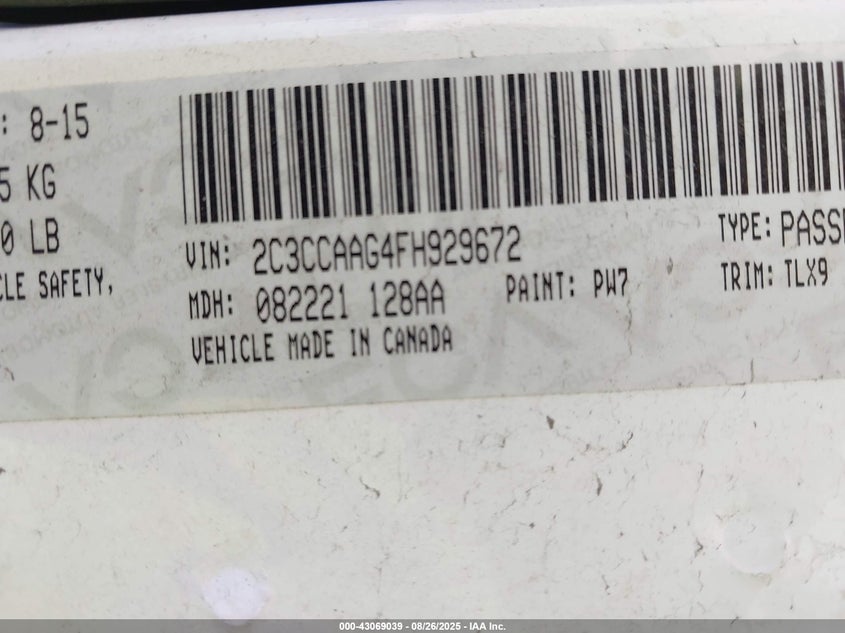 : 8-15
5 KG
0 LB
CLE SAFETY,
VIN: 2C3CCAAG4FH929672
TYPE: PASSE
MDH: 082221 128AA
PAINT: PW7
TRIM: TLX9
VEHICLE MADE IN CANADA
000-43069039 - 08/26/2025 - IAA Inc.